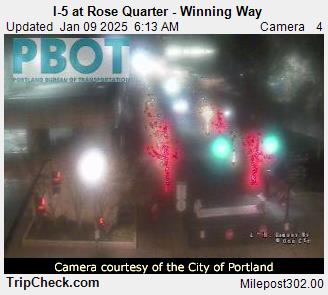 I-5 at Rose Quarter - Winning Way
Updated Jan 09 2025 6:13 AM Camera 4
PBOT
PORTLAND BUREAU OF TRANSPORTATION
Camera courtesy of the City of Portland
TripCheck.com Milepost302.00